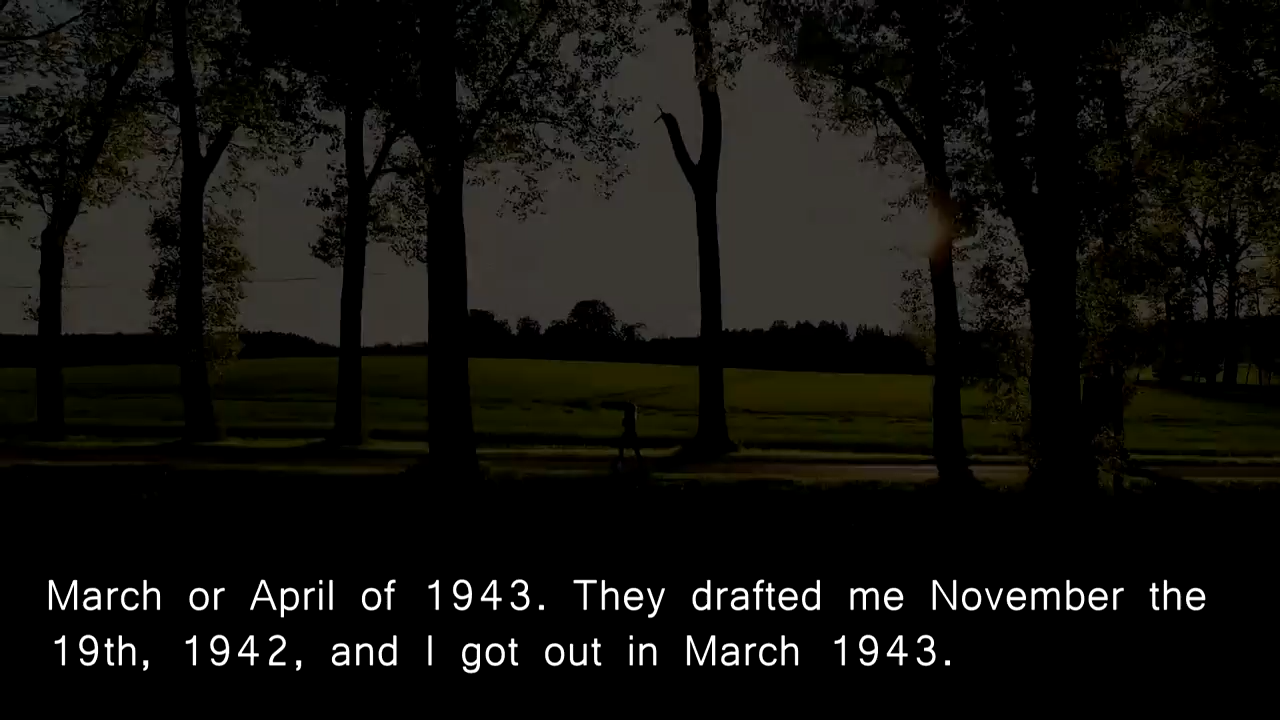 March or April of 1943. They drafted me November the
19th, 1942, and I got out in March 1943.